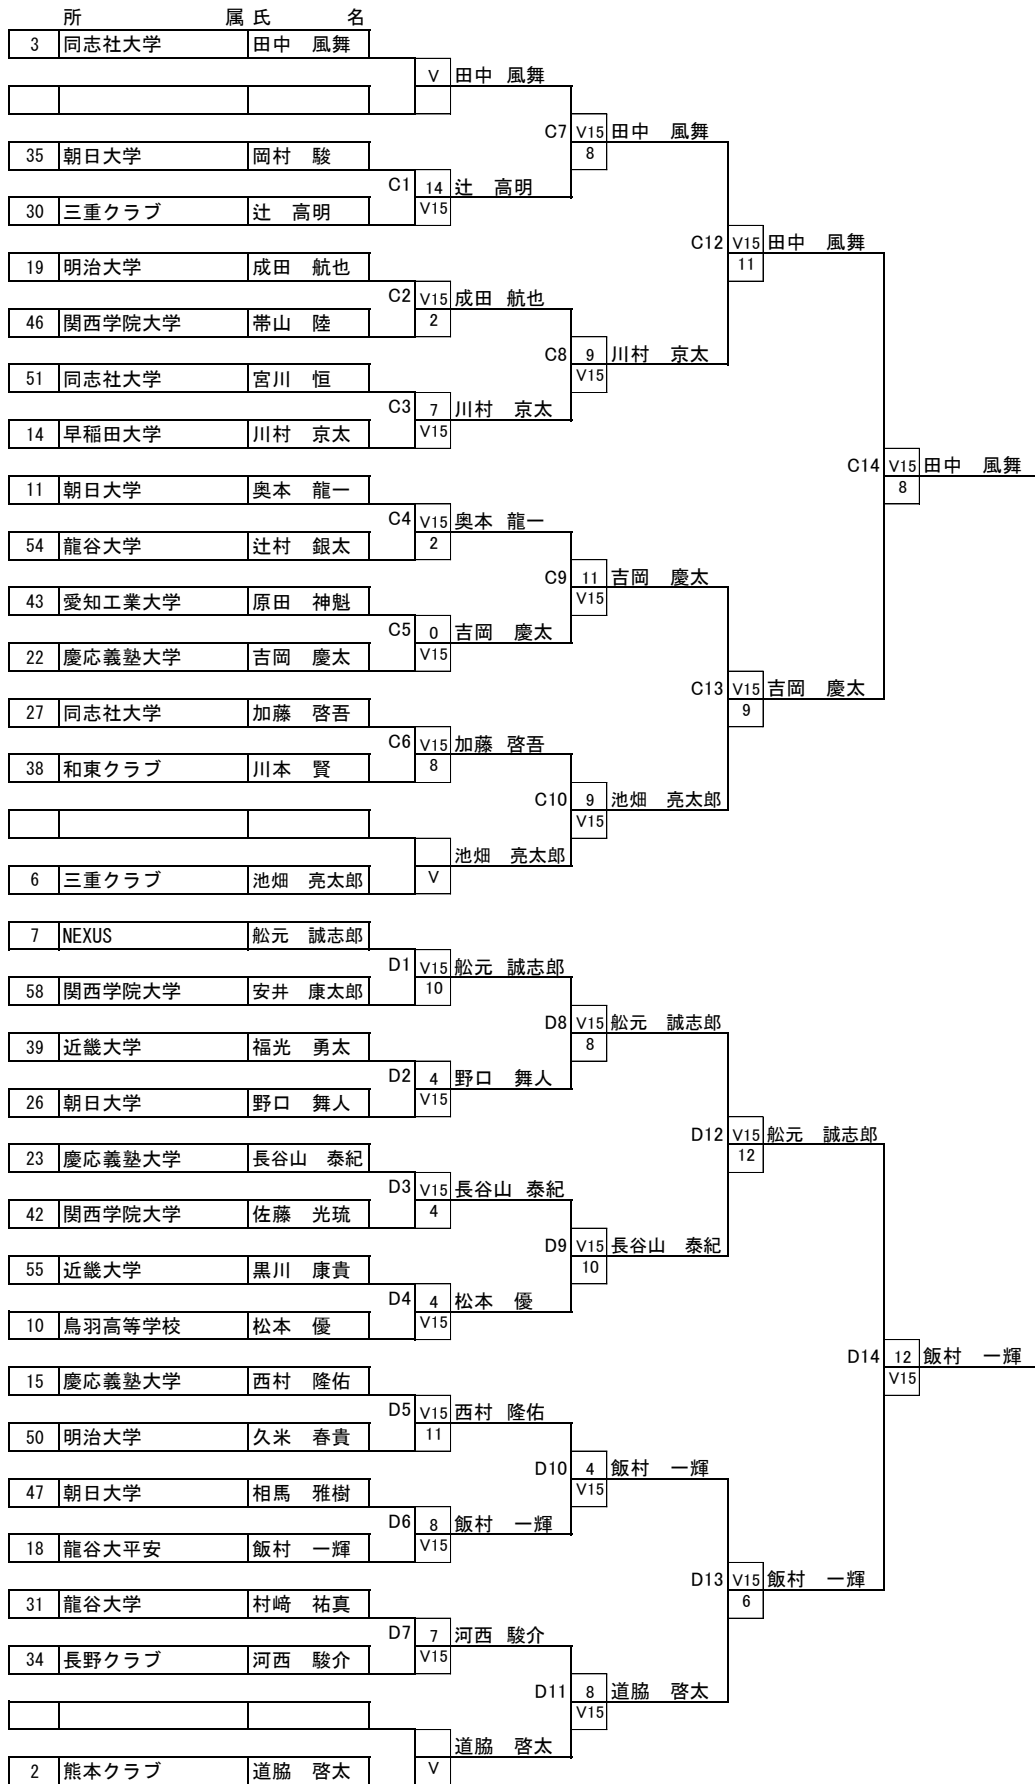 所　属 氏　名
3 同志社大学 田中　風舞
V 田中　風舞
C7 V15 田中　風舞
8
35 朝日大学 岡村　駿
C1 14 辻　高明
V15
30 三重クラブ 辻　高明
C12 V15 田中　風舞
11
19 明治大学 成田　航也
C2 V15 成田　航也
2
46 関西学院大学 帯山　陸
C8 9 川村　京太
V15
51 同志社大学 宮川　恒
C3 7 川村　京太
V15
14 早稲田大学 川村　京太
C14 V15 田中　風舞
8
11 朝日大学 奥本　龍一
C4 V15 奥本　龍一
2
54 龍谷大学 辻村　銀太
C9 11 吉岡　慶太
V15
43 愛知工業大学 原田　神魁
C5 0 吉岡　慶太
V15
22 慶応義塾大学 吉岡　慶太
C13 V15 吉岡　慶太
9
27 同志社大学 加藤　啓吾
C6 V15 加藤　啓吾
8
38 和東クラブ 川本　賢
C10 9 池畑　亮太郎
V15
池畑　亮太郎
V
6 三重クラブ 池畑　亮太郎
7 NEXUS 舩元　誠志郎
D1 V15 舩元　誠志郎
10
58 関西学院大学 安井　康太郎
D8 V15 舩元　誠志郎
8
39 近畿大学 福光　勇太
D2 4 野口　舞人
V15
26 朝日大学 野口　舞人
D12 V15 舩元　誠志郎
12
23 慶応義塾大学 長谷山　泰紀
D3 V15 長谷山　泰紀
4
42 関西学院大学 佐藤　光琉
D9 V15 長谷山　泰紀
10
55 近畿大学 黒川　康貴
D4 4 松本　優
V15
10 鳥羽高等学校 松本　優
D14 12 飯村　一輝
V15
15 慶応義塾大学 西村　隆佑
D5 V15 西村　隆佑
11
50 明治大学 久米　春貴
D10 4 飯村　一輝
V15
47 朝日大学 相馬　雅樹
D6 8 飯村　一輝
V15
18 龍谷大平安 飯村　一輝
D13 V15 飯村　一輝
6
31 龍谷大学 村﨑　祐真
D7 7 河西　駿介
V15
34 長野クラブ 河西　駿介
D11 8 道脇　啓太
V15
道脇　啓太
V
2 熊本クラブ 道脇　啓太